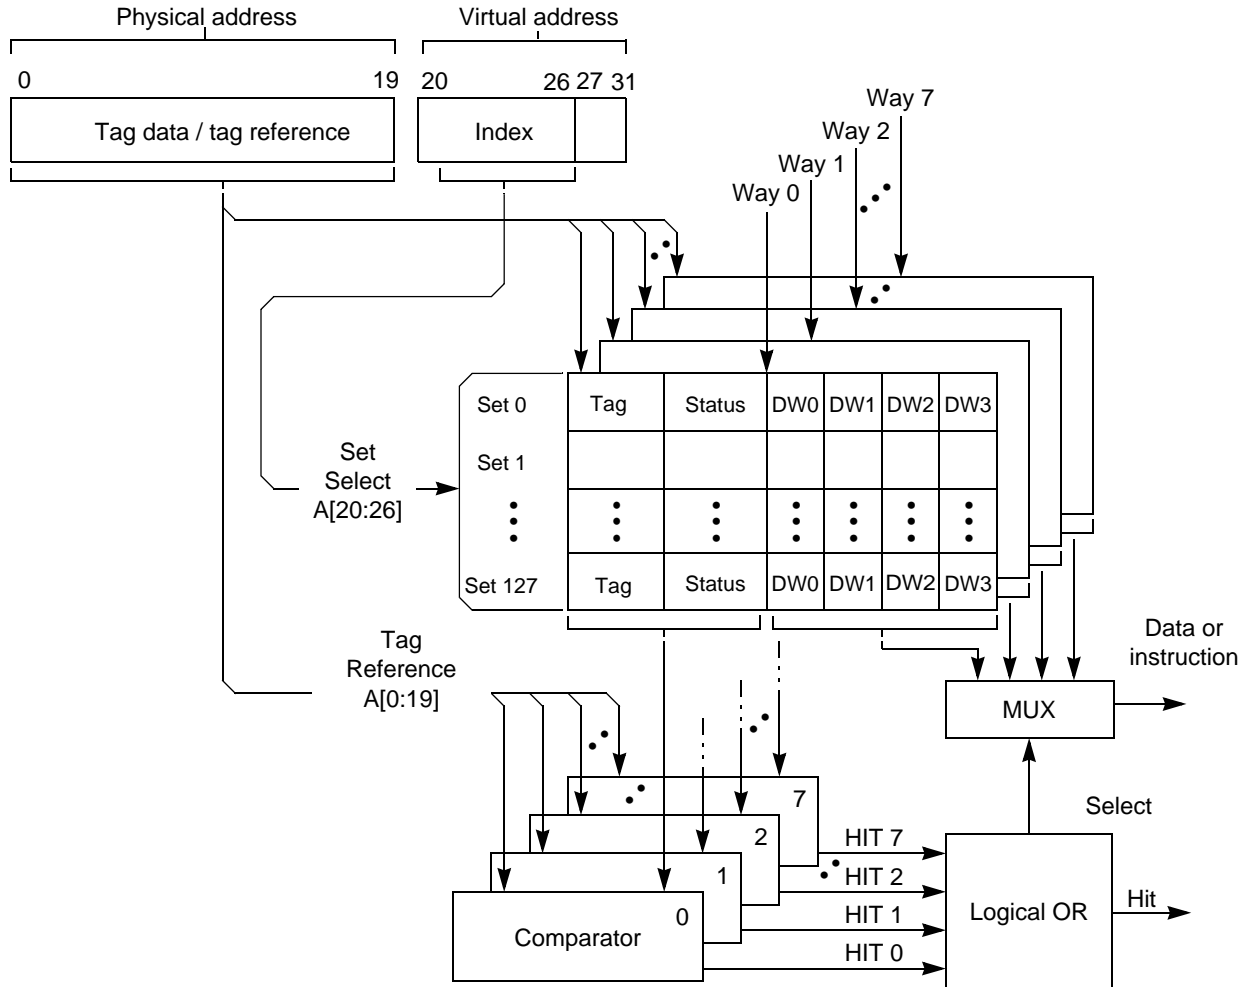 Physical address
Virtual address
0
19
20
26
27
31
Tag data / tag reference
Index
Way 7
Way 2
Way 1
Way 0
Set 0
Tag
Status
DW0
DW1
DW2
DW3
Set 1
Set
Select
A[20:26]
Set 127
Tag
Status
DW0
DW1
DW2
DW3
Tag
Reference
A[0:19]
Data or
instruction
MUX
Select
7
2
1
0
Comparator
HIT 7
HIT 2
HIT 1
HIT 0
Logical OR
Hit